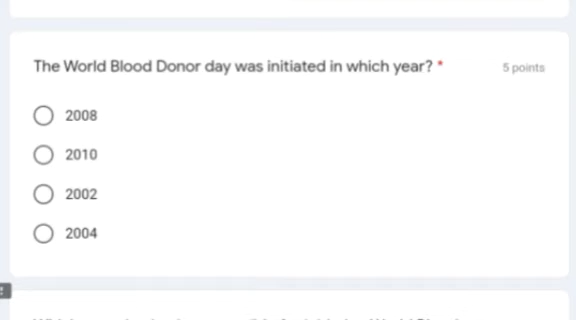 The World Blood Donor day was initiated in which year? *
5 points
2008
2010
2002
2004